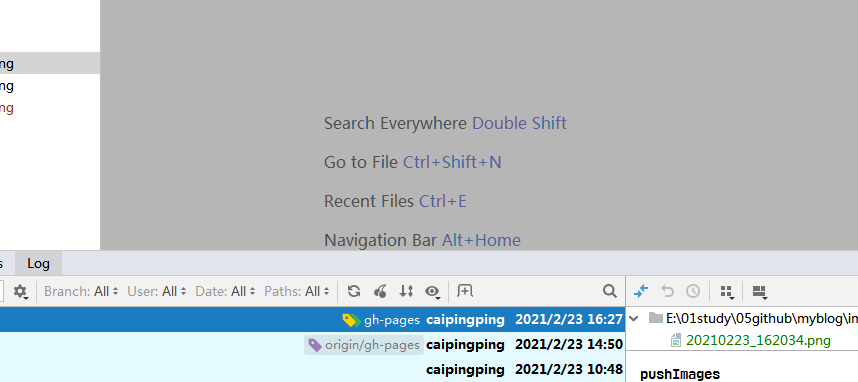 ng
ng
ng
Search Everywhere Double Shift
Go to File Ctrl+Shift+N
Recent Files Ctrl+E
Navigation Bar Alt+Home
s Log
Branch: All User: All Date: All Paths: All
gh-pages caipingping 2021/2/23 16:27
origin/gh-pages caipingping 2021/2/23 14:50
caipingping 2021/2/23 10:48
E:\01study\05github\myblog\im
20210223_162034.png
pushImages